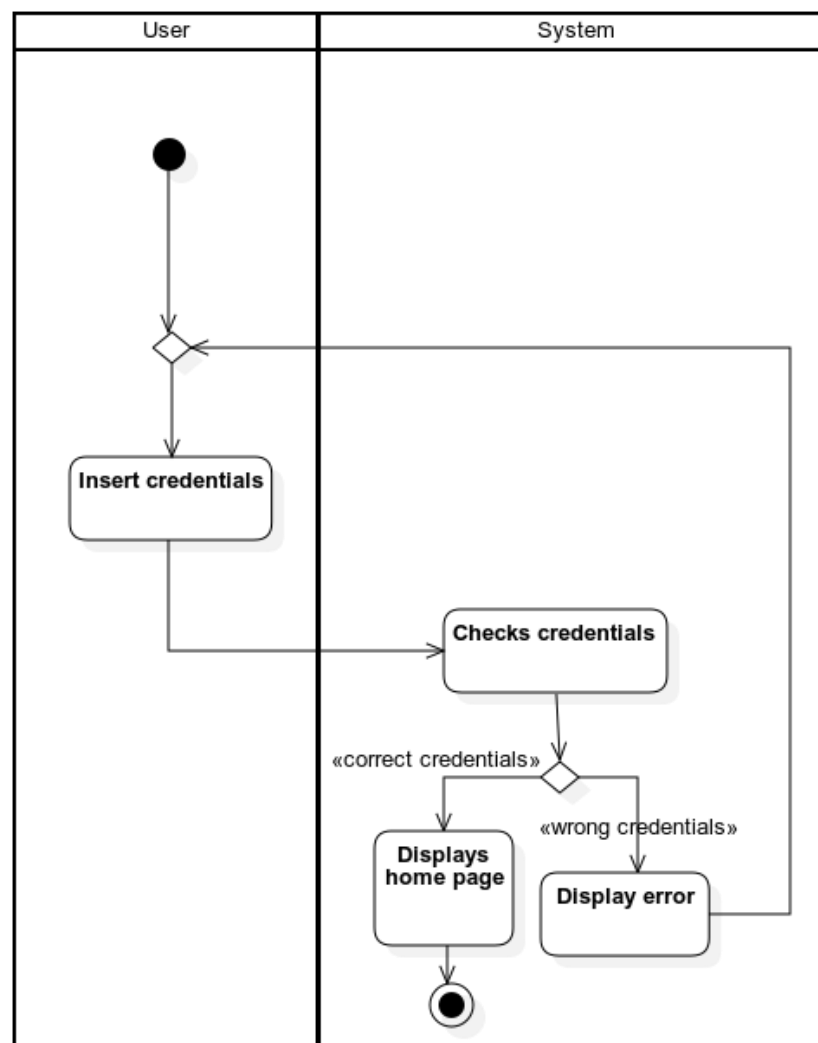 User
System
Insert credentials
Checks credentials
«correct credentials»
«wrong credentials»
Displays
home page
Display error